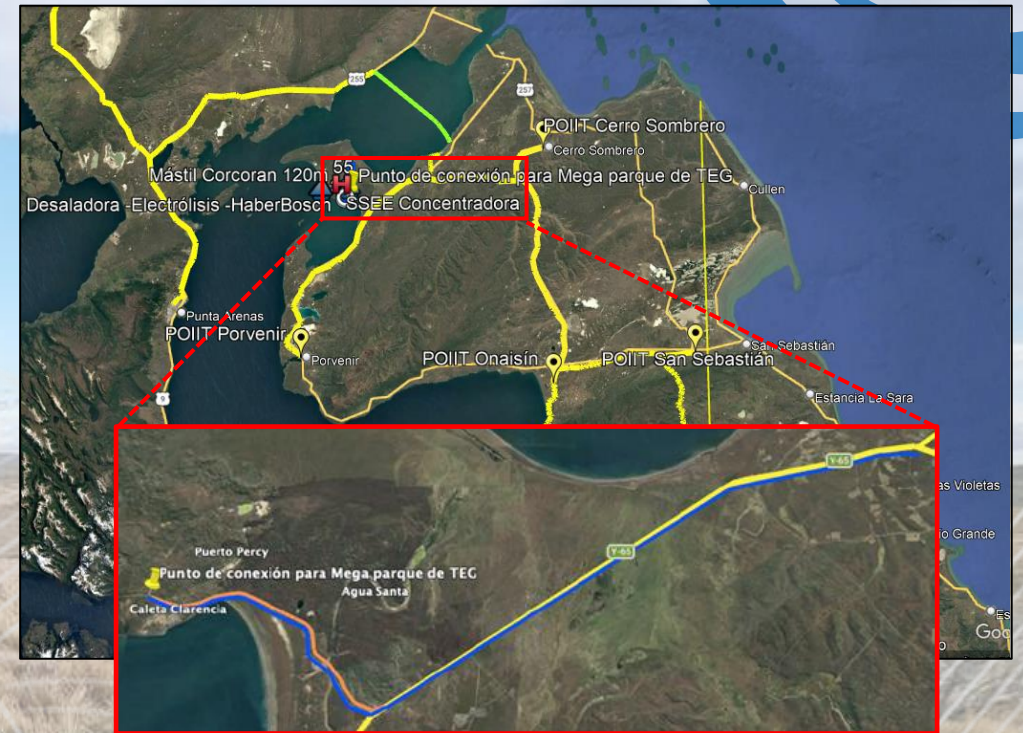 255
257
POIIT Cerro Sombrero
Cerro Sombrero
55
Mástil Corcoran 120m
Punto de conexión para Mega parque de TEG
Cullen
H
Desaladora -Electrólisis -HaberBosch
SSEE Concentradora
Punta Arenas
POIIT Porvenir
Porvenir
POIIT Onaisín
POIIT San Sebastián
San Sebastián
9
Estancia La Sara
Y-65
as Violetas
Y-65
ío Grande
Puerto Percy
Punto de conexión para Mega parque de TEG
Agua Santa
Caleta Clarencia
Es
Goo